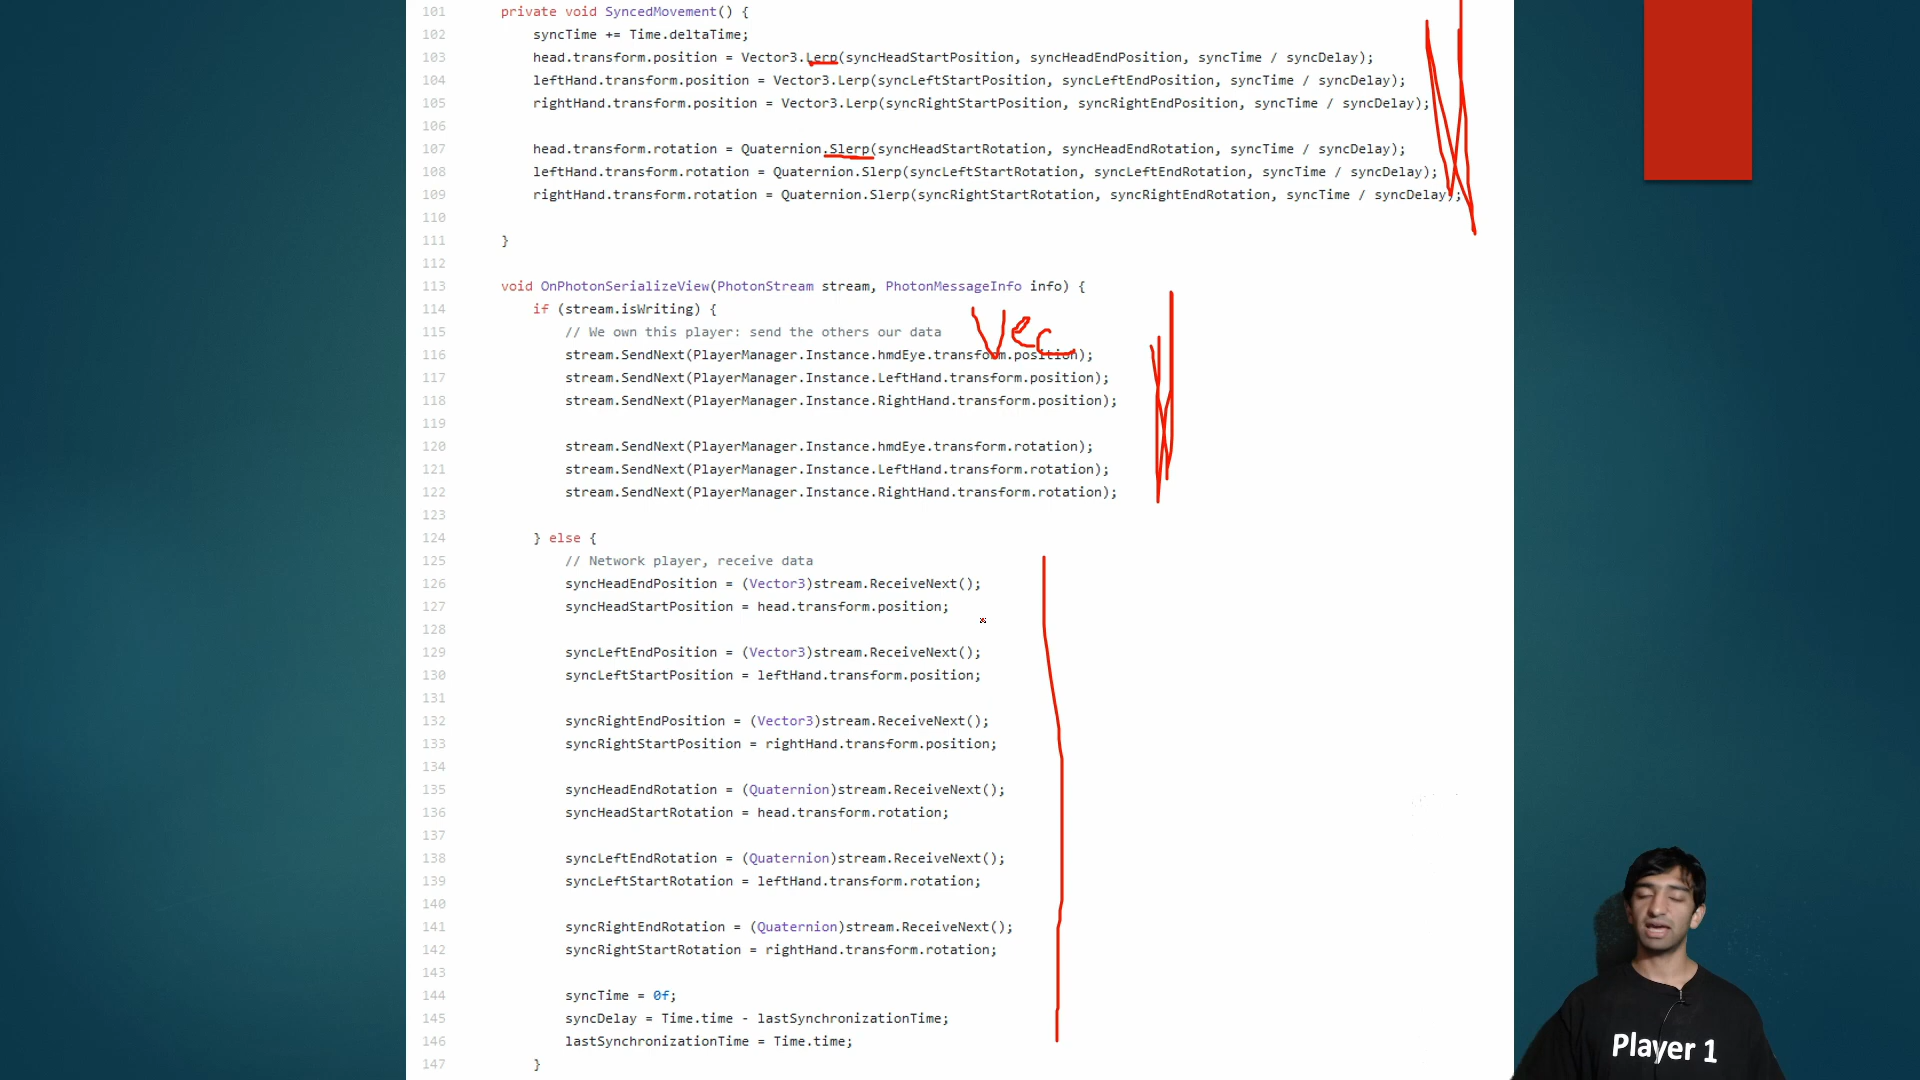 101 private void SyncedMovement() {
102 syncTime += Time.deltaTime;
103 head.transform.position = Vector3.Lerp(syncHeadStartPosition, syncHeadEndPosition, syncTime / syncDelay);
104 leftHand.transform.position = Vector3.Lerp(syncLeftStartPosition, syncLeftEndPosition, syncTime / syncDelay);
105 rightHand.transform.position = Vector3.Lerp(syncRightStartPosition, syncRightEndPosition, syncTime / syncDelay);
106
107 head.transform.rotation = Quaternion.Slerp(syncHeadStartRotation, syncHeadEndRotation, syncTime / syncDelay);
108 leftHand.transform.rotation = Quaternion.Slerp(syncLeftStartRotation, syncLeftEndRotation, syncTime / syncDelay);
109 rightHand.transform.rotation = Quaternion.Slerp(syncRightStartRotation, syncRightEndRotation, syncTime / syncDelay);
110
111 }
112
113 void OnPhotonSerializeView(PhotonStream stream, PhotonMessageInfo info) {
114 if (stream.isWriting) {
Vec
115 // We own this player: send the others our data
116 stream.SendNext(PlayerManager.Instance.hmdEye.transform.position);
117 stream.SendNext(PlayerManager.Instance.LeftHand.transform.position);
118 stream.SendNext(PlayerManager.Instance.RightHand.transform.position);
119
120 stream.SendNext(PlayerManager.Instance.hmdEye.transform.rotation);
121 stream.SendNext(PlayerManager.Instance.LeftHand.transform.rotation);
122 stream.SendNext(PlayerManager.Instance.RightHand.transform.rotation);
123
124 } else {
125 // Network player, receive data
126 syncHeadEndPosition = (Vector3)stream.ReceiveNext();
127 syncHeadStartPosition = head.transform.position;
128
129 syncLeftEndPosition = (Vector3)stream.ReceiveNext();
130 syncLeftStartPosition = leftHand.transform.position;
131
132 syncRightEndPosition = (Vector3)stream.ReceiveNext();
133 syncRightStartPosition = rightHand.transform.position;
134
135 syncHeadEndRotation = (Quaternion)stream.ReceiveNext();
136 syncHeadStartRotation = head.transform.rotation;
137
138 syncLeftEndRotation = (Quaternion)stream.ReceiveNext();
139 syncLeftStartRotation = leftHand.transform.rotation;
140
141 syncRightEndRotation = (Quaternion)stream.ReceiveNext();
142 syncRightStartRotation = rightHand.transform.rotation;
143
144 syncTime = 0f;
145 syncDelay = Time.time - lastSynchronizationTime;
146 lastSynchronizationTime = Time.time;
147 }
Player 1